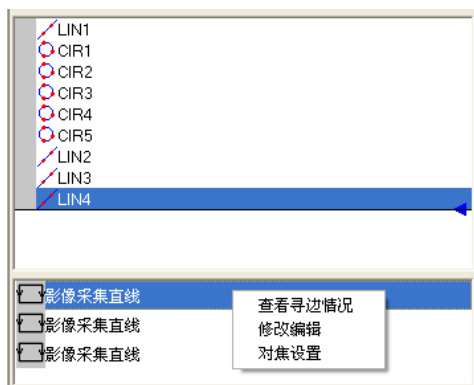 LIN1
CIR1
CIR2
CIR3
CIR4
CIR5
LIN2
LIN3
LIN4
影像采集直线
影像采集直线
影像采集直线
查看寻边情况
修改编辑
对焦设置